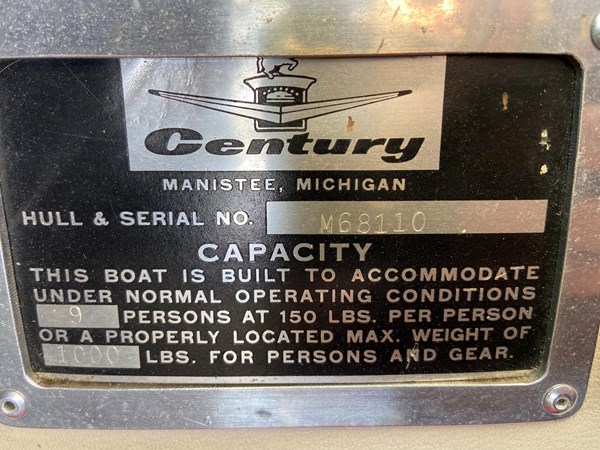 Century
MANISTEE, MICHIGAN
HULL & SERIAL NO. M68110
CAPACITY
THIS BOAT IS BUILT TO ACCOMMODATE
UNDER NORMAL OPERATING CONDITIONS
9 PERSONS AT 150 LBS. PER PERSON
OR A PROPERLY LOCATED MAX. WEIGHT OF
1000 LBS. FOR PERSONS AND GEAR.